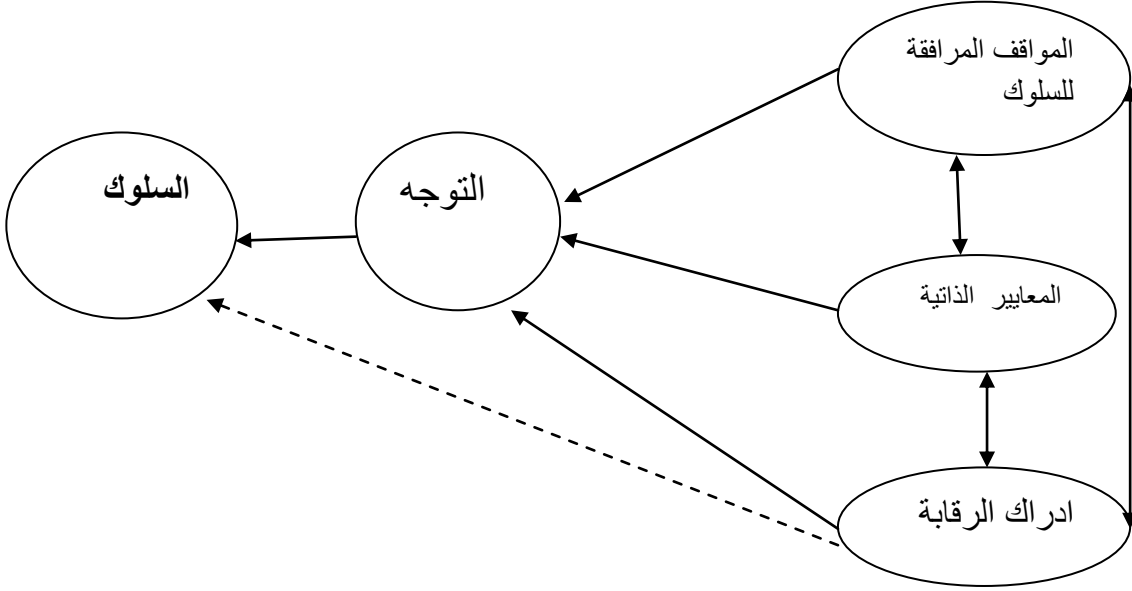 المواقف المرافقة
للسلوك
التوجه
السلوك
المعايير الذاتية
ادراك الرقابة